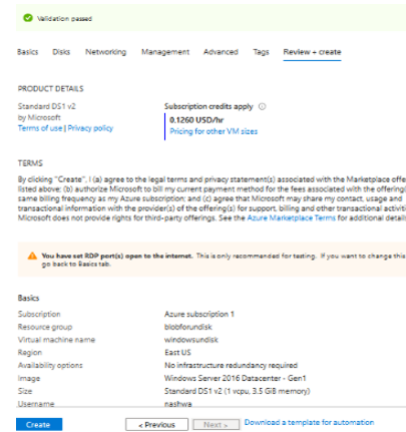 Validation passed
Basics Disks Networking Management Advanced Tags Review + create
PRODUCT DETAILS
Standard DS1 v2
by Microsoft
Terms of use | Privacy policy
Subscription credits apply
0.1260 USD/hr
Pricing for other VM sizes
TERMS
By clicking "Create", I (a) agree to the legal terms and privacy statement(s) associated with the Marketplace offe
listed above; (b) authorize Microsoft to bill my current payment method for the fees associated with the offering(
same billing frequency as my Azure subscription; and (c) agree that Microsoft may share my contact, usage and
transactional information with the provider(s) of the offering(s) for support, billing and other transactional activiti
Microsoft does not provide rights for third-party offerings. See the Azure Marketplace Terms for additional detail
You have set RDP port(s) open to the internet. This is only recommended for testing. If you want to change this
go back to Basics tab.
Basics
Subscription Azure subscription 1
Resource group blobforundisk
Virtual machine name windowsundisk
Region East US
Availability options No infrastructure redundancy required
Image Windows Server 2016 Datacenter - Gen1
Size Standard DS1 v2 (1 vcpu, 3.5 GiB memory)
Username nashwa
Create < Previous Next > Download a template for automation